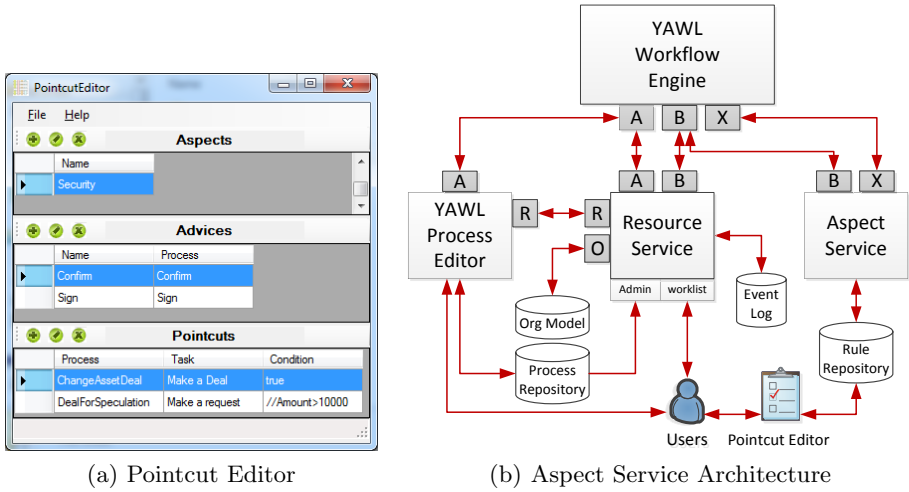 PointcutEditor
File Help
Aspects
Name
Security
Advices
Name Process
Confirm Confirm
Sign Sign
Pointcuts
Process Task Condition
ChangeAssetDeal Make a Deal true
DealForSpeculation Make a request //Amount>10000
(a) Pointcut Editor
YAWL
Workflow
Engine
A B X
A
YAWL
Process
Editor
R
A B
R
O
Resource
Service
Admin worklist
B X
Aspect
Service
Org Model
Process
Repository
Event
Log
Rule
Repository
Users
Pointcut Editor
(b) Aspect Service Architecture